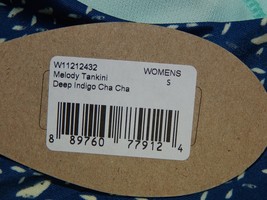 W11212432
WOMENS
Melody Tankini
S
Deep Indigo Cha Cha
8 89760 77912 4